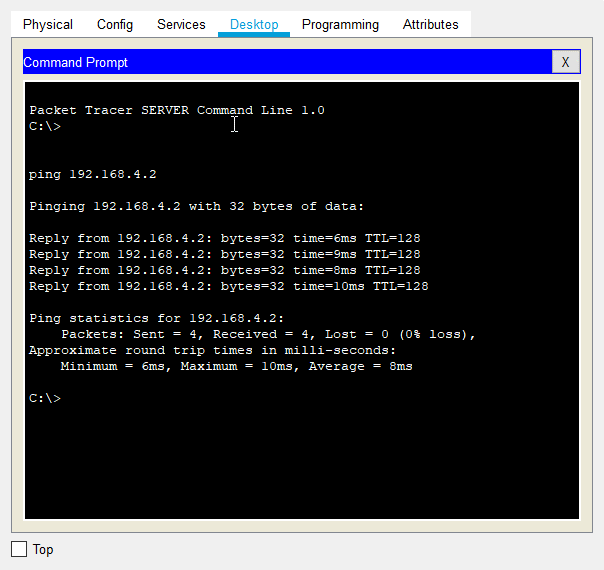 Physical Config Services Desktop Programming Attributes
Command Prompt X
Packet Tracer SERVER Command Line 1.0
C:\>
ping 192.168.4.2
Pinging 192.168.4.2 with 32 bytes of data:
Reply from 192.168.4.2: bytes=32 time=6ms TTL=128
Reply from 192.168.4.2: bytes=32 time=9ms TTL=128
Reply from 192.168.4.2: bytes=32 time=8ms TTL=128
Reply from 192.168.4.2: bytes=32 time=10ms TTL=128
Ping statistics for 192.168.4.2:
    Packets: Sent = 4, Received = 4, Lost = 0 (0% loss),
Approximate round trip times in milli-seconds:
    Minimum = 6ms, Maximum = 10ms, Average = 8ms
C:\>
Top